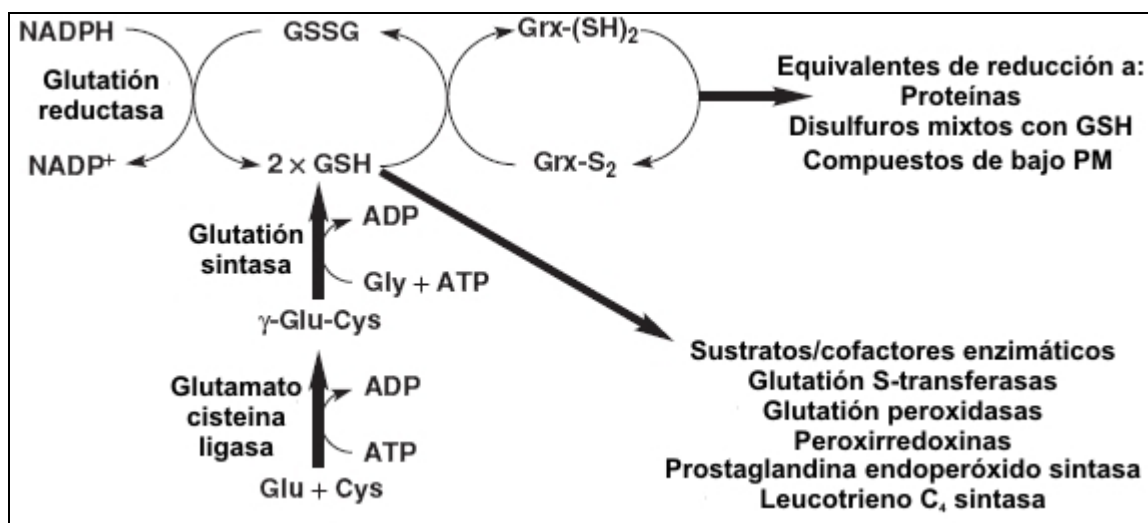 NADPH
GSSG
Grx-(SH)₂
Glutatión
reductasa
NADP⁺
2 × GSH
Grx-S₂
Equivalentes de reducción a:
Proteínas
Disulfuros mixtos con GSH
Compuestos de bajo PM
Glutatión
sintasa
ADP
Gly + ATP
γ-Glu-Cys
Glutamato
cisteina
ligasa
ADP
ATP
Glu + Cys
Sustratos/cofactores enzimáticos
Glutatión S-transferasas
Glutatión peroxidasas
Peroxirredoxinas
Prostaglandina endoperóxido sintasa
Leucotrieno C₄ sintasa